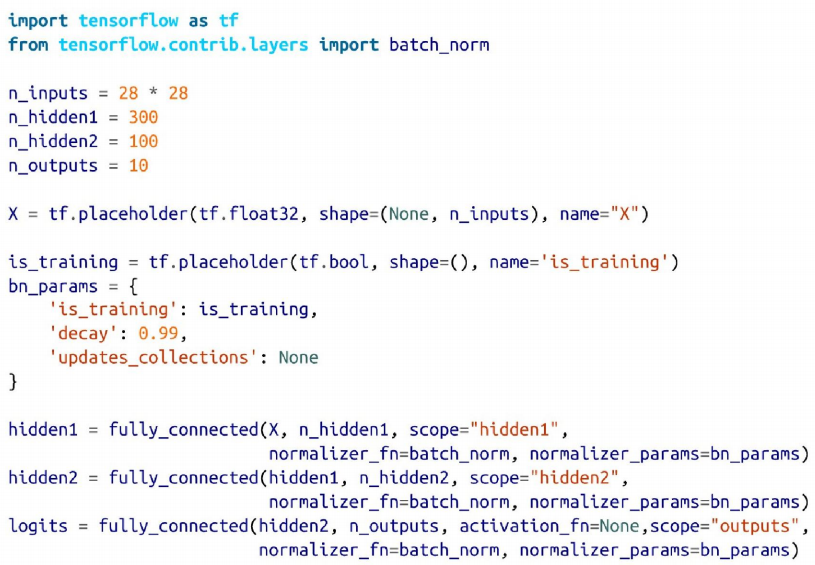 import tensorflow as tf
from tensorflow.contrib.layers import batch_norm

n_inputs = 28 * 28
n_hidden1 = 300
n_hidden2 = 100
n_outputs = 10

X = tf.placeholder(tf.float32, shape=(None, n_inputs), name="X")

is_training = tf.placeholder(tf.bool, shape=(), name='is_training')
bn_params = {
    'is_training': is_training,
    'decay': 0.99,
    'updates_collections': None
}

hidden1 = fully_connected(X, n_hidden1, scope="hidden1",
                          normalizer_fn=batch_norm, normalizer_params=bn_params)
hidden2 = fully_connected(hidden1, n_hidden2, scope="hidden2",
                          normalizer_fn=batch_norm, normalizer_params=bn_params)
logits = fully_connected(hidden2, n_outputs, activation_fn=None,scope="outputs",
                         normalizer_fn=batch_norm, normalizer_params=bn_params)